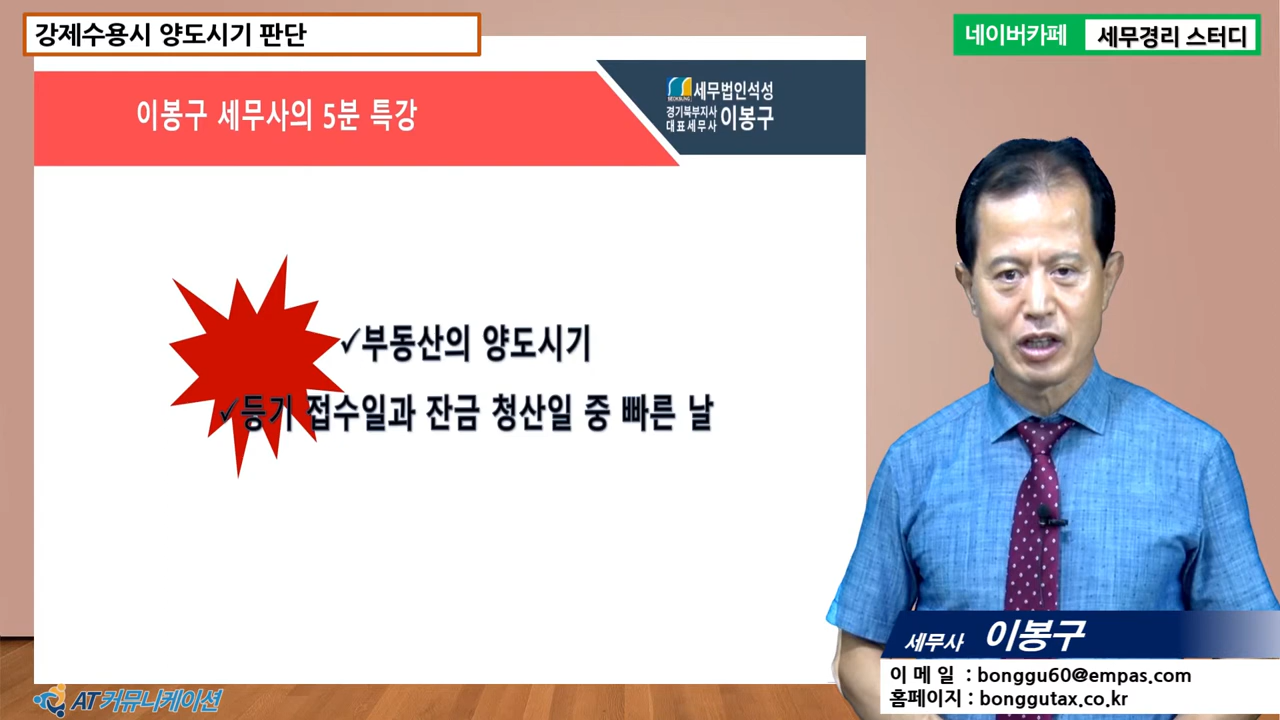 강제수용시 양도시기 판단
네이버카페 세무경리 스터디
이봉구 세무사의 5분 특강
SEOKSUNG 세무법인석성
경기북부지사
대표세무사 이봉구
✓부동산의 양도시기
✓등기 접수일과 잔금 청산일 중 빠른 날
세무사 이봉구
이 메 일 : bonggu60@empas.com
홈페이지 : bonggutax.co.kr
AT커뮤니케이션